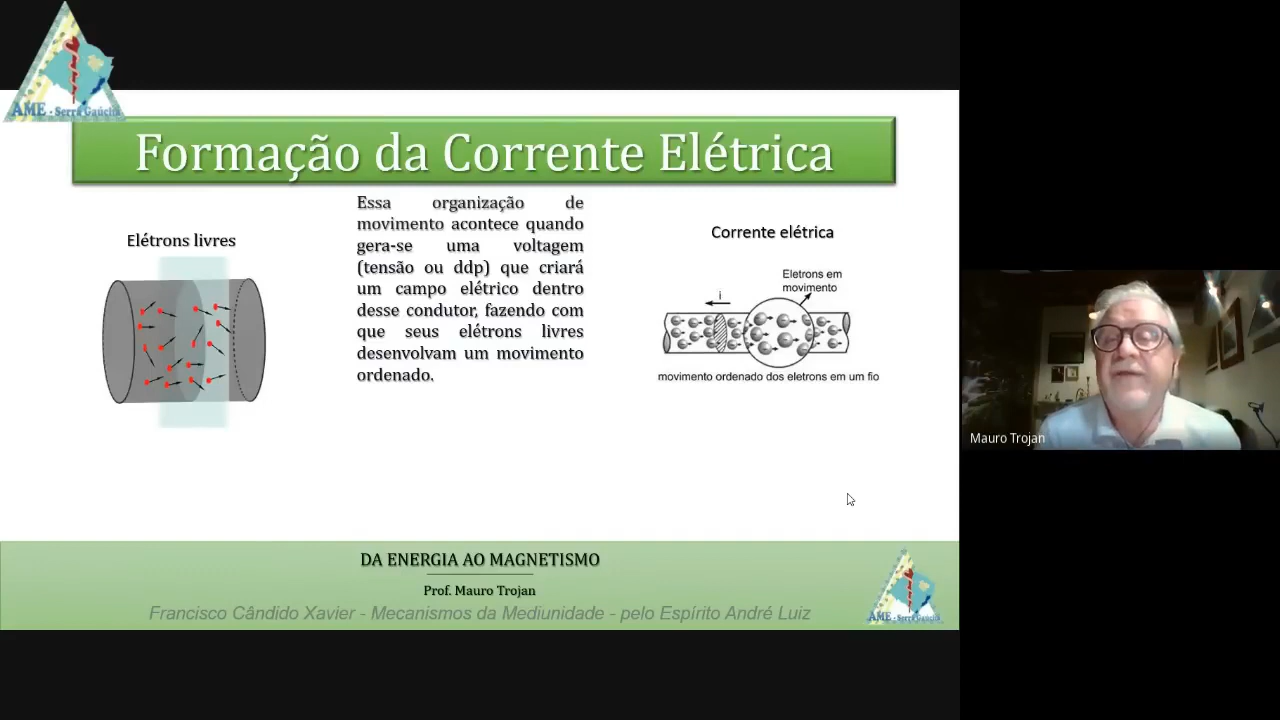 AME - Serra Gaúcha
Formação da Corrente Elétrica
Elétrons livres
Essa organização de
movimento acontece quando
gera-se uma voltagem
(tensão ou ddp) que criará
um campo elétrico dentro
desse condutor, fazendo com
que seus elétrons livres
desenvolvam um movimento
ordenado.
Corrente elétrica
Eletrons em
movimento
i
movimento ordenado dos eletrons em um fio
Mauro Trojan
DA ENERGIA AO MAGNETISMO
Prof. Mauro Trojan
Francisco Cândido Xavier - Mecanismos da Mediunidade - pelo Espírito André Luiz
AME - Serra Gaúcha